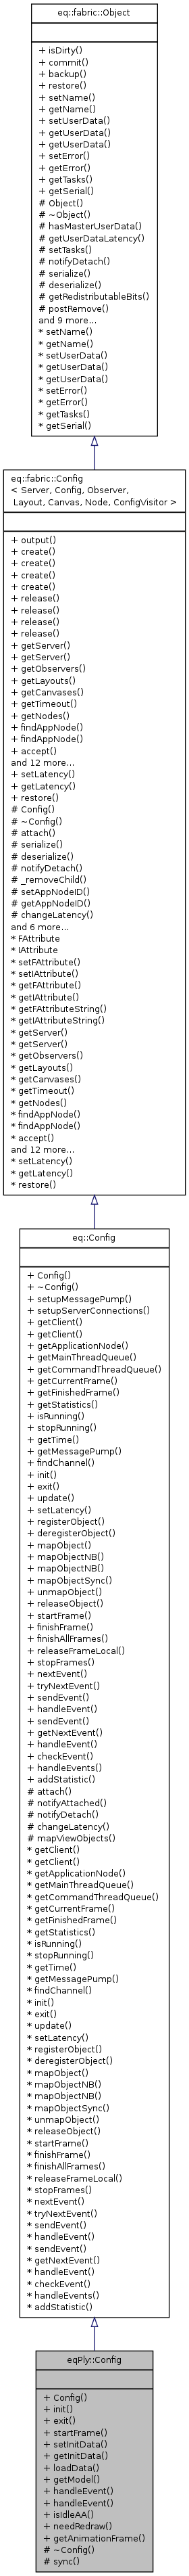 eq::fabric::Object
+ isDirty()
+ commit()
+ backup()
+ restore()
+ setName()
+ getName()
+ setUserData()
+ getUserData()
+ getUserData()
+ setError()
+ getError()
+ getTasks()
+ getSerial()
# Object()
# ~Object()
# hasMasterUserData()
# getUserDataLatency()
# setTasks()
# notifyDetach()
# serialize()
# deserialize()
# getRedistributableBits()
# postRemove()
and 9 more...
* setName()
* getName()
* setUserData()
* getUserData()
* getUserData()
* setError()
* getError()
* getTasks()
* getSerial()
eq::fabric::Config
< Server, Config, Observer,
Layout, Canvas, Node, ConfigVisitor >
+ output()
+ create()
+ create()
+ create()
+ create()
+ release()
+ release()
+ release()
+ release()
+ getServer()
+ getServer()
+ getObservers()
+ getLayouts()
+ getCanvases()
+ getTimeout()
+ getNodes()
+ findAppNode()
+ findAppNode()
+ accept()
and 12 more...
+ setLatency()
+ getLatency()
+ restore()
# Config()
# ~Config()
# attach()
# serialize()
# deserialize()
# notifyDetach()
# _removeChild()
# setAppNodeID()
# getAppNodeID()
# changeLatency()
and 6 more...
* FAttribute
* IAttribute
* setFAttribute()
* setIAttribute()
* getFAttribute()
* getIAttribute()
* getFAttributeString()
* getIAttributeString()
* getServer()
* getServer()
* getObservers()
* getLayouts()
* getCanvases()
* getTimeout()
* getNodes()
* findAppNode()
* findAppNode()
* accept()
and 12 more...
* setLatency()
* getLatency()
* restore()
eq::Config
+ Config()
+ ~Config()
+ setupMessagePump()
+ setupServerConnections()
+ getClient()
+ getClient()
+ getApplicationNode()
+ getMainThreadQueue()
+ getCommandThreadQueue()
+ getCurrentFrame()
+ getFinishedFrame()
+ getStatistics()
+ isRunning()
+ stopRunning()
+ getTime()
+ getMessagePump()
+ findChannel()
+ init()
+ exit()
+ update()
+ setLatency()
+ registerObject()
+ deregisterObject()
+ mapObject()
+ mapObjectNB()
+ mapObjectNB()
+ mapObjectSync()
+ unmapObject()
+ releaseObject()
+ startFrame()
+ finishFrame()
+ finishAllFrames()
+ releaseFrameLocal()
+ stopFrames()
+ nextEvent()
+ tryNextEvent()
+ sendEvent()
+ handleEvent()
+ sendEvent()
+ getNextEvent()
+ handleEvent()
+ checkEvent()
+ handleEvents()
+ addStatistic()
# attach()
# notifyAttached()
# notifyDetach()
# changeLatency()
# mapViewObjects()
* getClient()
* getClient()
* getApplicationNode()
* getMainThreadQueue()
* getCommandThreadQueue()
* getCurrentFrame()
* getFinishedFrame()
* getStatistics()
* isRunning()
* stopRunning()
* getTime()
* getMessagePump()
* findChannel()
* init()
* exit()
* update()
* setLatency()
* registerObject()
* deregisterObject()
* mapObject()
* mapObjectNB()
* mapObjectNB()
* mapObjectSync()
* unmapObject()
* releaseObject()
* startFrame()
* finishFrame()
* finishAllFrames()
* releaseFrameLocal()
* stopFrames()
* nextEvent()
* tryNextEvent()
* sendEvent()
* handleEvent()
* sendEvent()
* getNextEvent()
* handleEvent()
* checkEvent()
* handleEvents()
* addStatistic()
eqPly::Config
+ Config()
+ init()
+ exit()
+ startFrame()
+ setInitData()
+ getInitData()
+ loadData()
+ getModel()
+ handleEvent()
+ handleEvent()
+ isIdleAA()
+ needRedraw()
+ getAnimationFrame()
# ~Config()
# sync()